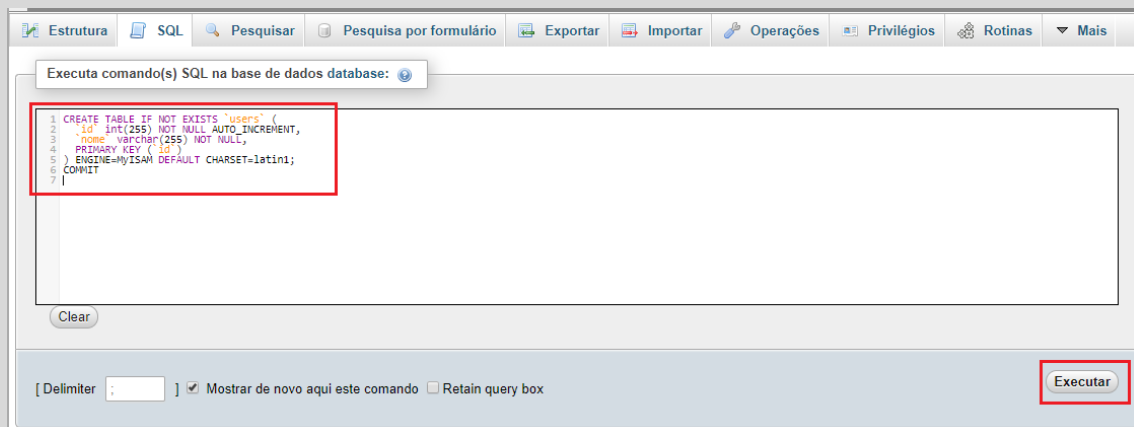 Estrutura SQL Pesquisar Pesquisa por formulário Exportar Importar Operações Privilégios Rotinas Mais
Executa comando(s) SQL na base de dados database:
1 CREATE TABLE IF NOT EXISTS `users` (
2 `id` int(255) NOT NULL AUTO_INCREMENT,
3 `nome` varchar(255) NOT NULL,
4 PRIMARY KEY (`id`)
5 ) ENGINE=MyISAM DEFAULT CHARSET=latin1;
6 COMMIT
7
Clear
[ Delimiter ; ] Mostrar de novo aqui este comando Retain query box
Executar